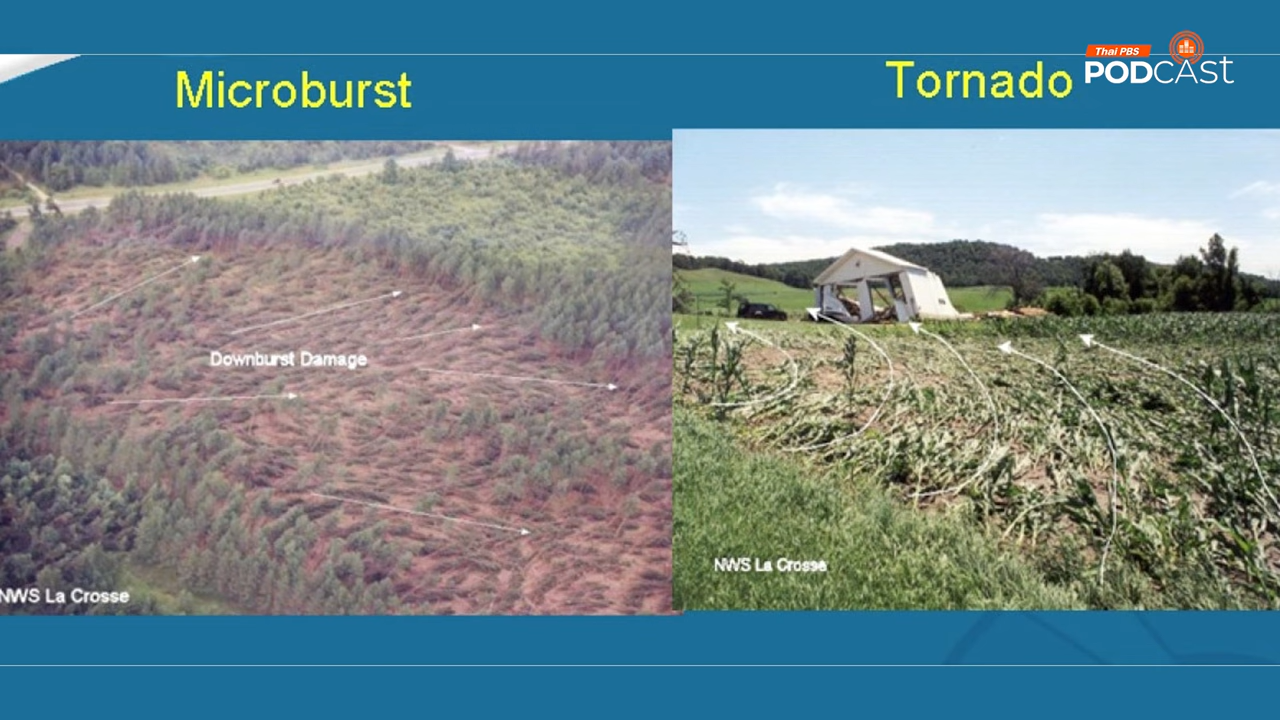 Microburst
Tornado
Thai PBS
PODCAST
Downburst Damage
NWS La Crosse
NWS La Crosse